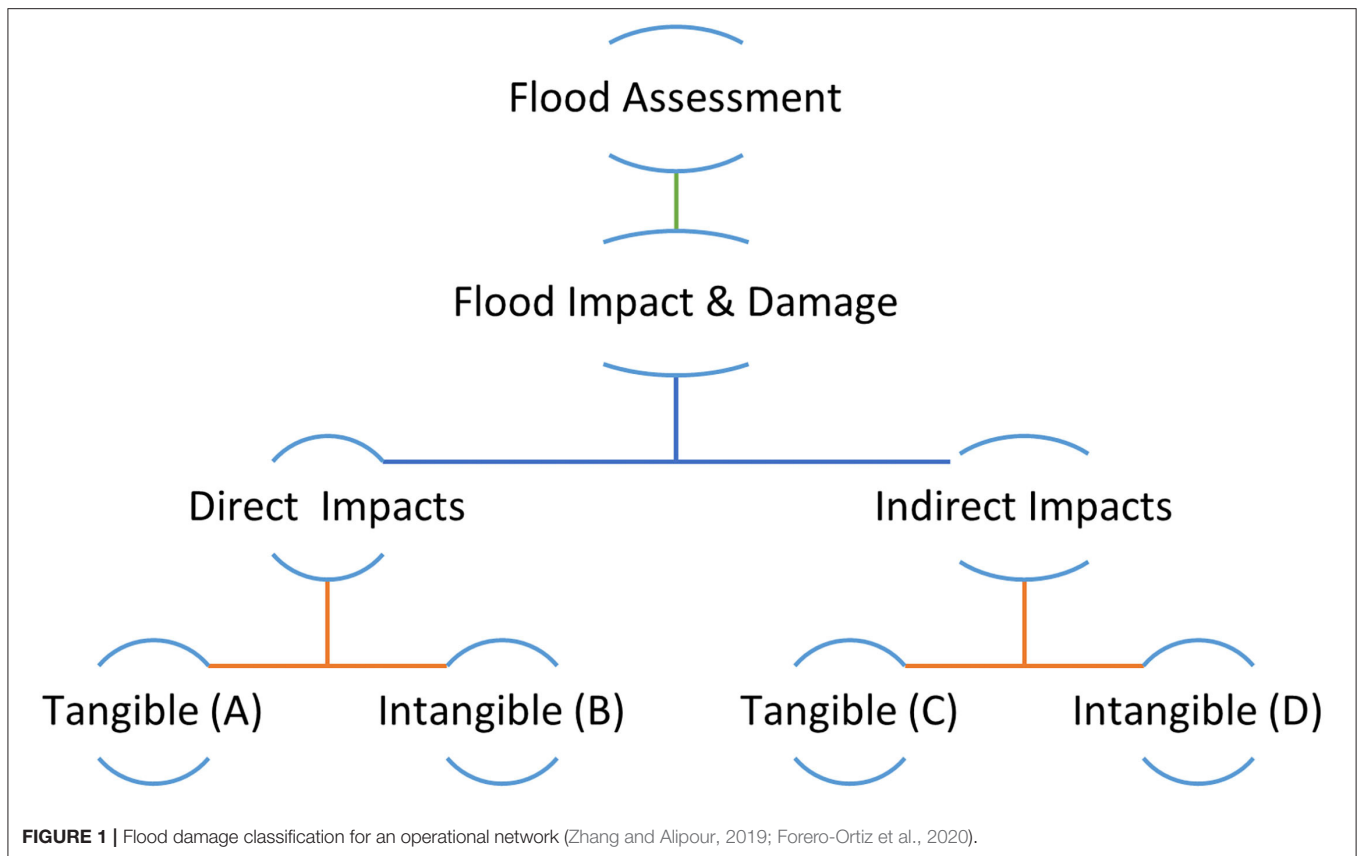 Flood Assessment
Flood Impact & Damage
Direct Impacts
Indirect Impacts
Tangible (A)
Intangible (B)
Tangible (C)
Intangible (D)
FIGURE 1 | Flood damage classification for an operational network (Zhang and Alipour, 2019; Forero-Ortiz et al., 2020).